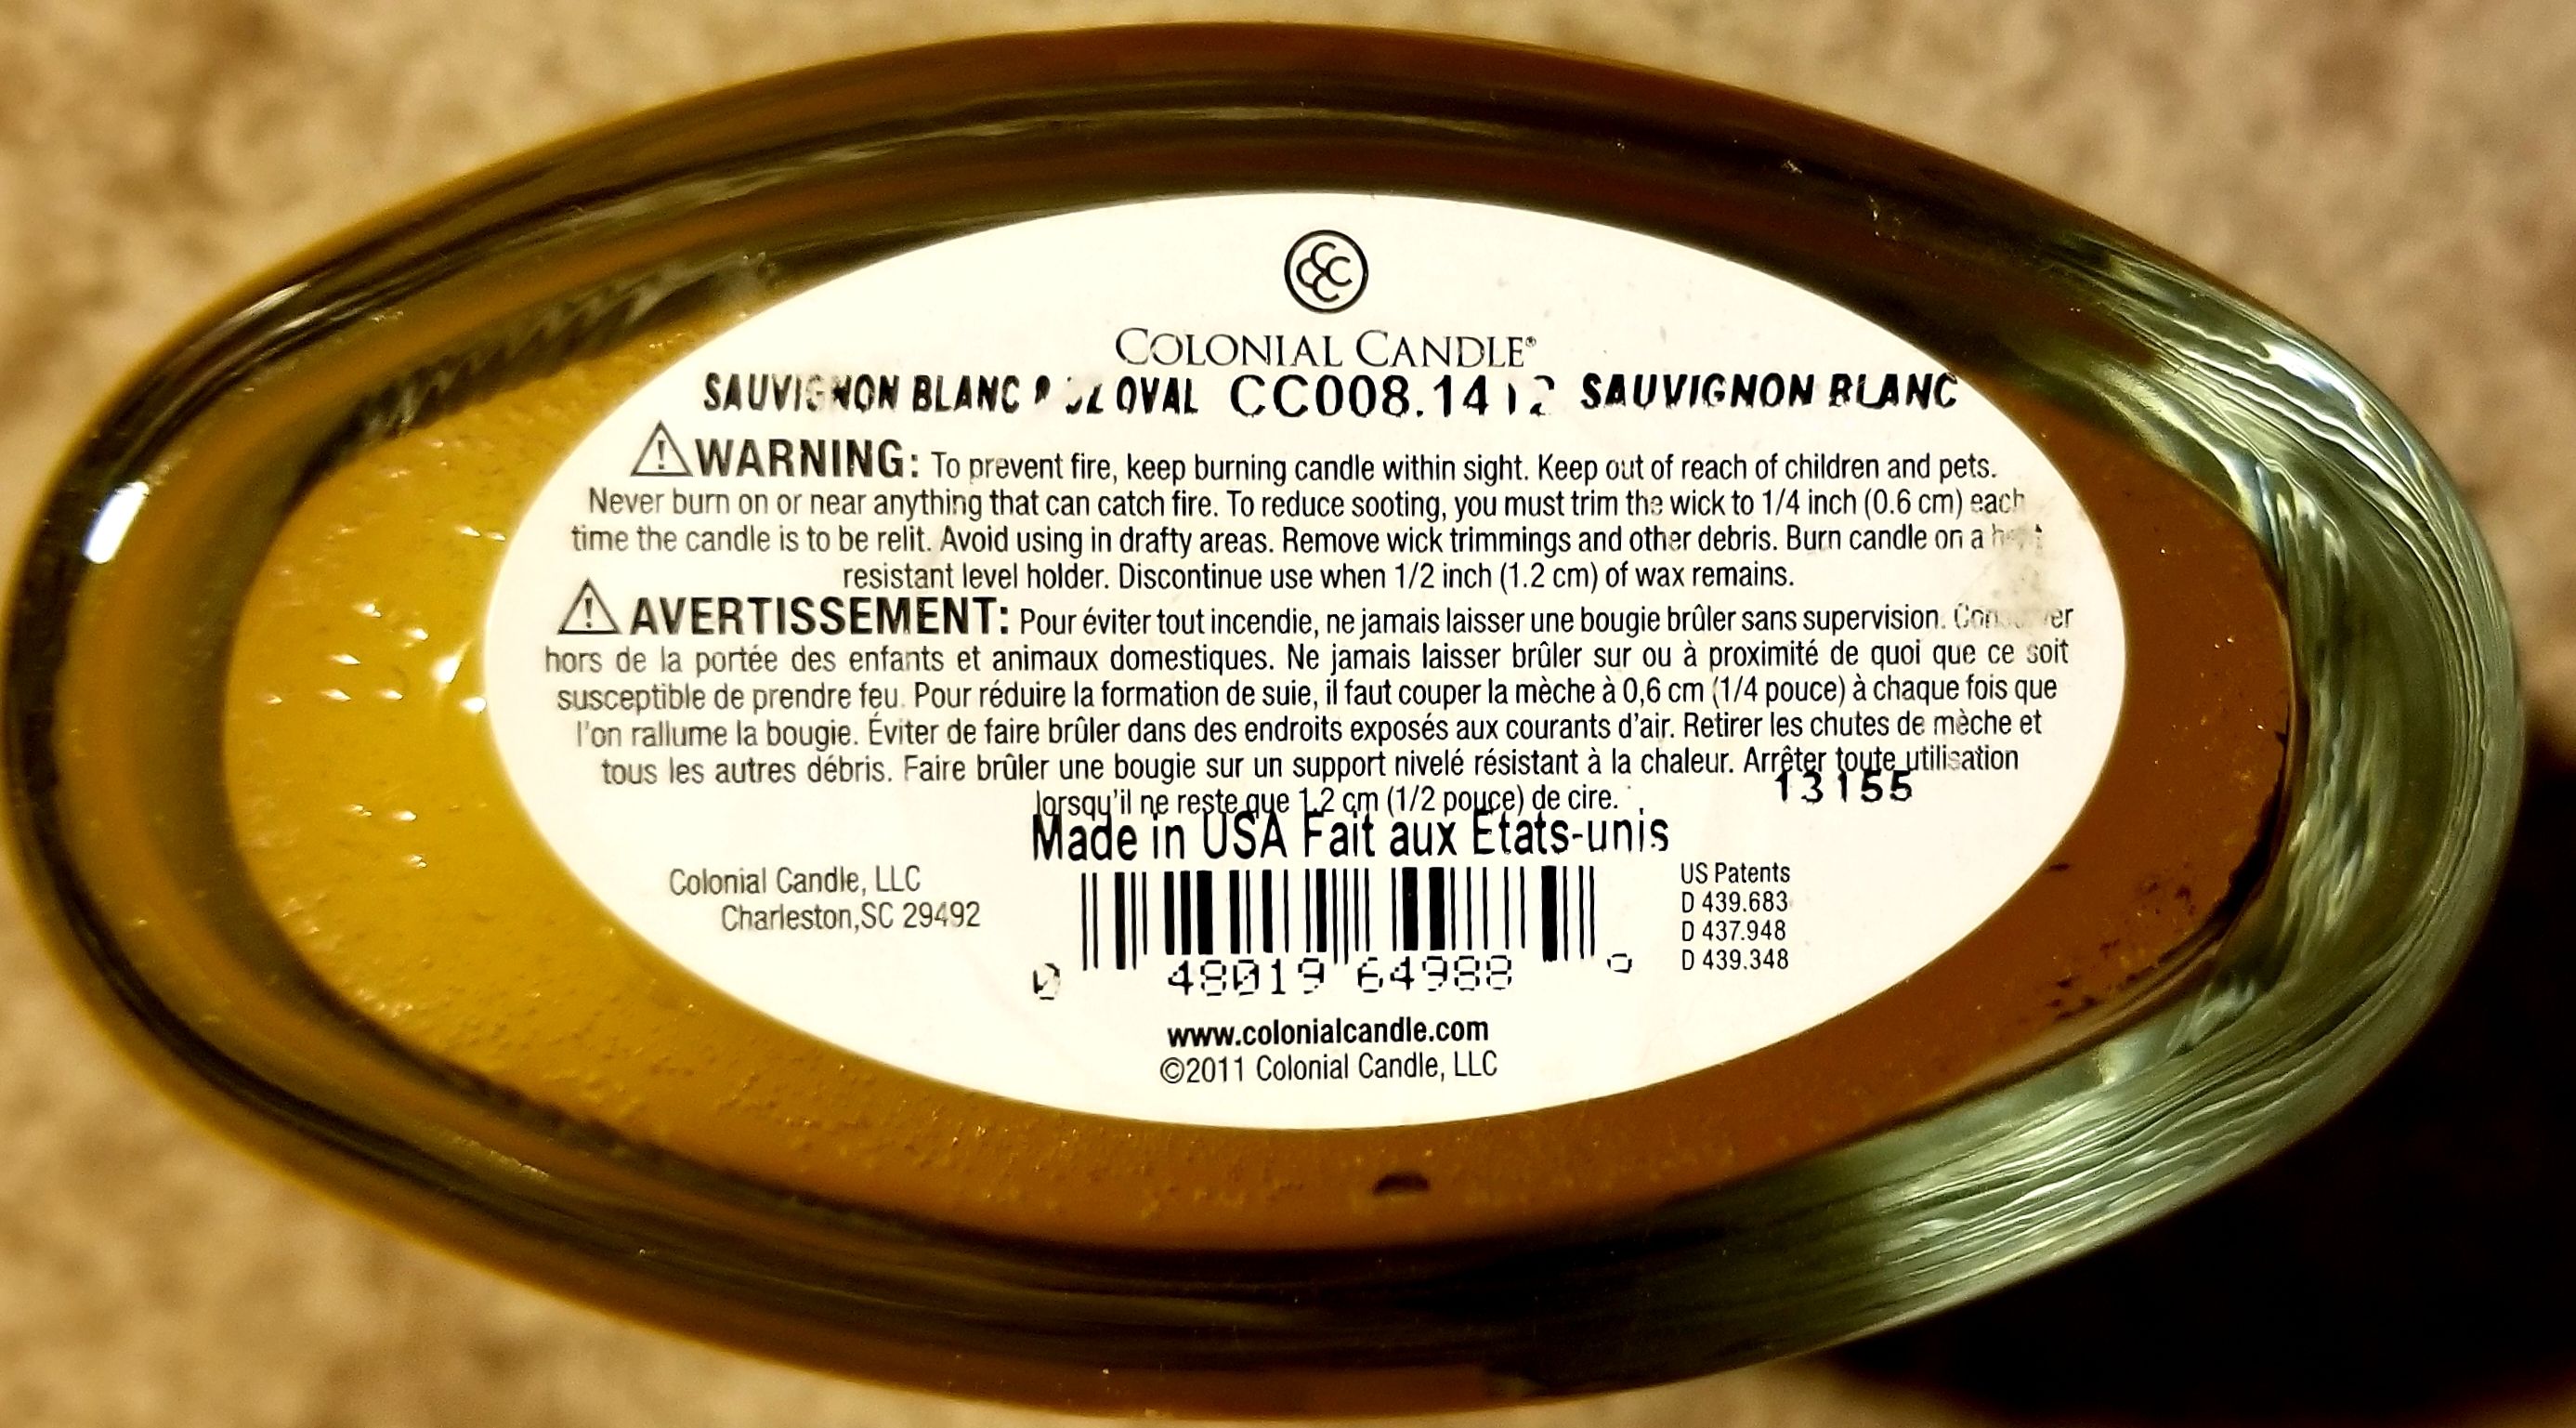 COLONIAL CANDLE®
SAUVIGNON BLANC OVAL SAUVIGNON BLANC
WARNING: To prevent fire, keep burning candle within sight. Keep out of reach of children and pets.
Never burn on or near anything that can catch fire. To reduce sooting, you must trim the wick to 1/4 inch (0.6 cm) each
time the candle is to be relit. Avoid using in drafty areas. Remove wick trimmings and other debris. Burn candle on a
resistant level holder. Discontinue use when 1/2 inch (1.2 cm) of wax remains.
AVERTISSEMENT: Pour éviter tout incendie, ne jamais laisser une bougie brûler sans supervision.
hors de la portée des enfants et animaux domestiques. Ne jamais laisser brûler sur ou à proximité de quoi que ce soit
susceptible de prendre feu. Pour réduire la formation de suie, il faut couper la mèche à 0,6 cm (1/4 pouce) à chaque fois que
l'on rallume la bougie. Éviter de faire brûler dans des endroits exposés aux courants d'air. Retirer les chutes de mèche et
tous les autres débris. Faire brûler une bougie sur un support nivelé résistant à la chaleur. Arrêter toute utilisation
lorsqu'il ne reste que 1.2 cm (1/2 pouce) de cire.
13155
Made in USA Fait aux Etats-unis
Colonial Candle, LLC
Charleston,SC 29492
0 48019 64988
US Patents
D 439.683
D 437.948
D 439.348
www.colonialcandle.com
©2011 Colonial Candle, LLC